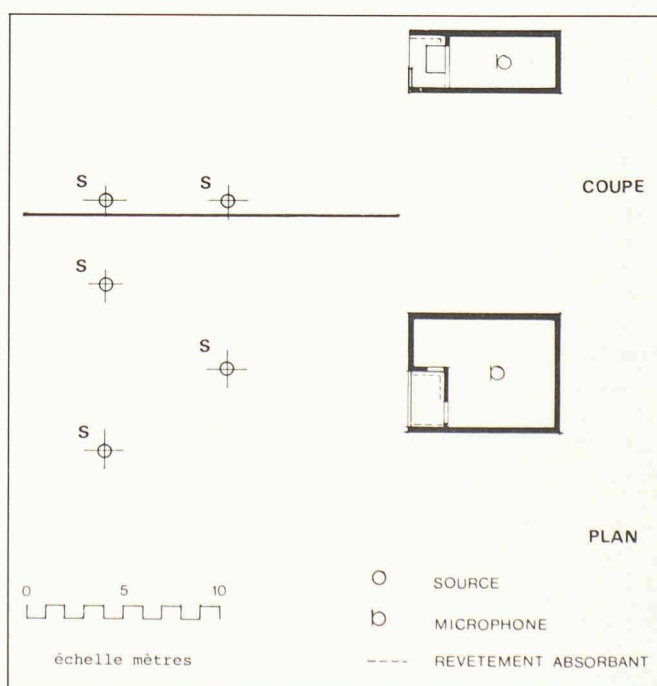 S
S
COUPE
S
S
S
PLAN
0 5 10
échelle mètres
SOURCE
MICROPHONE
REVETEMENT ABSORBANT